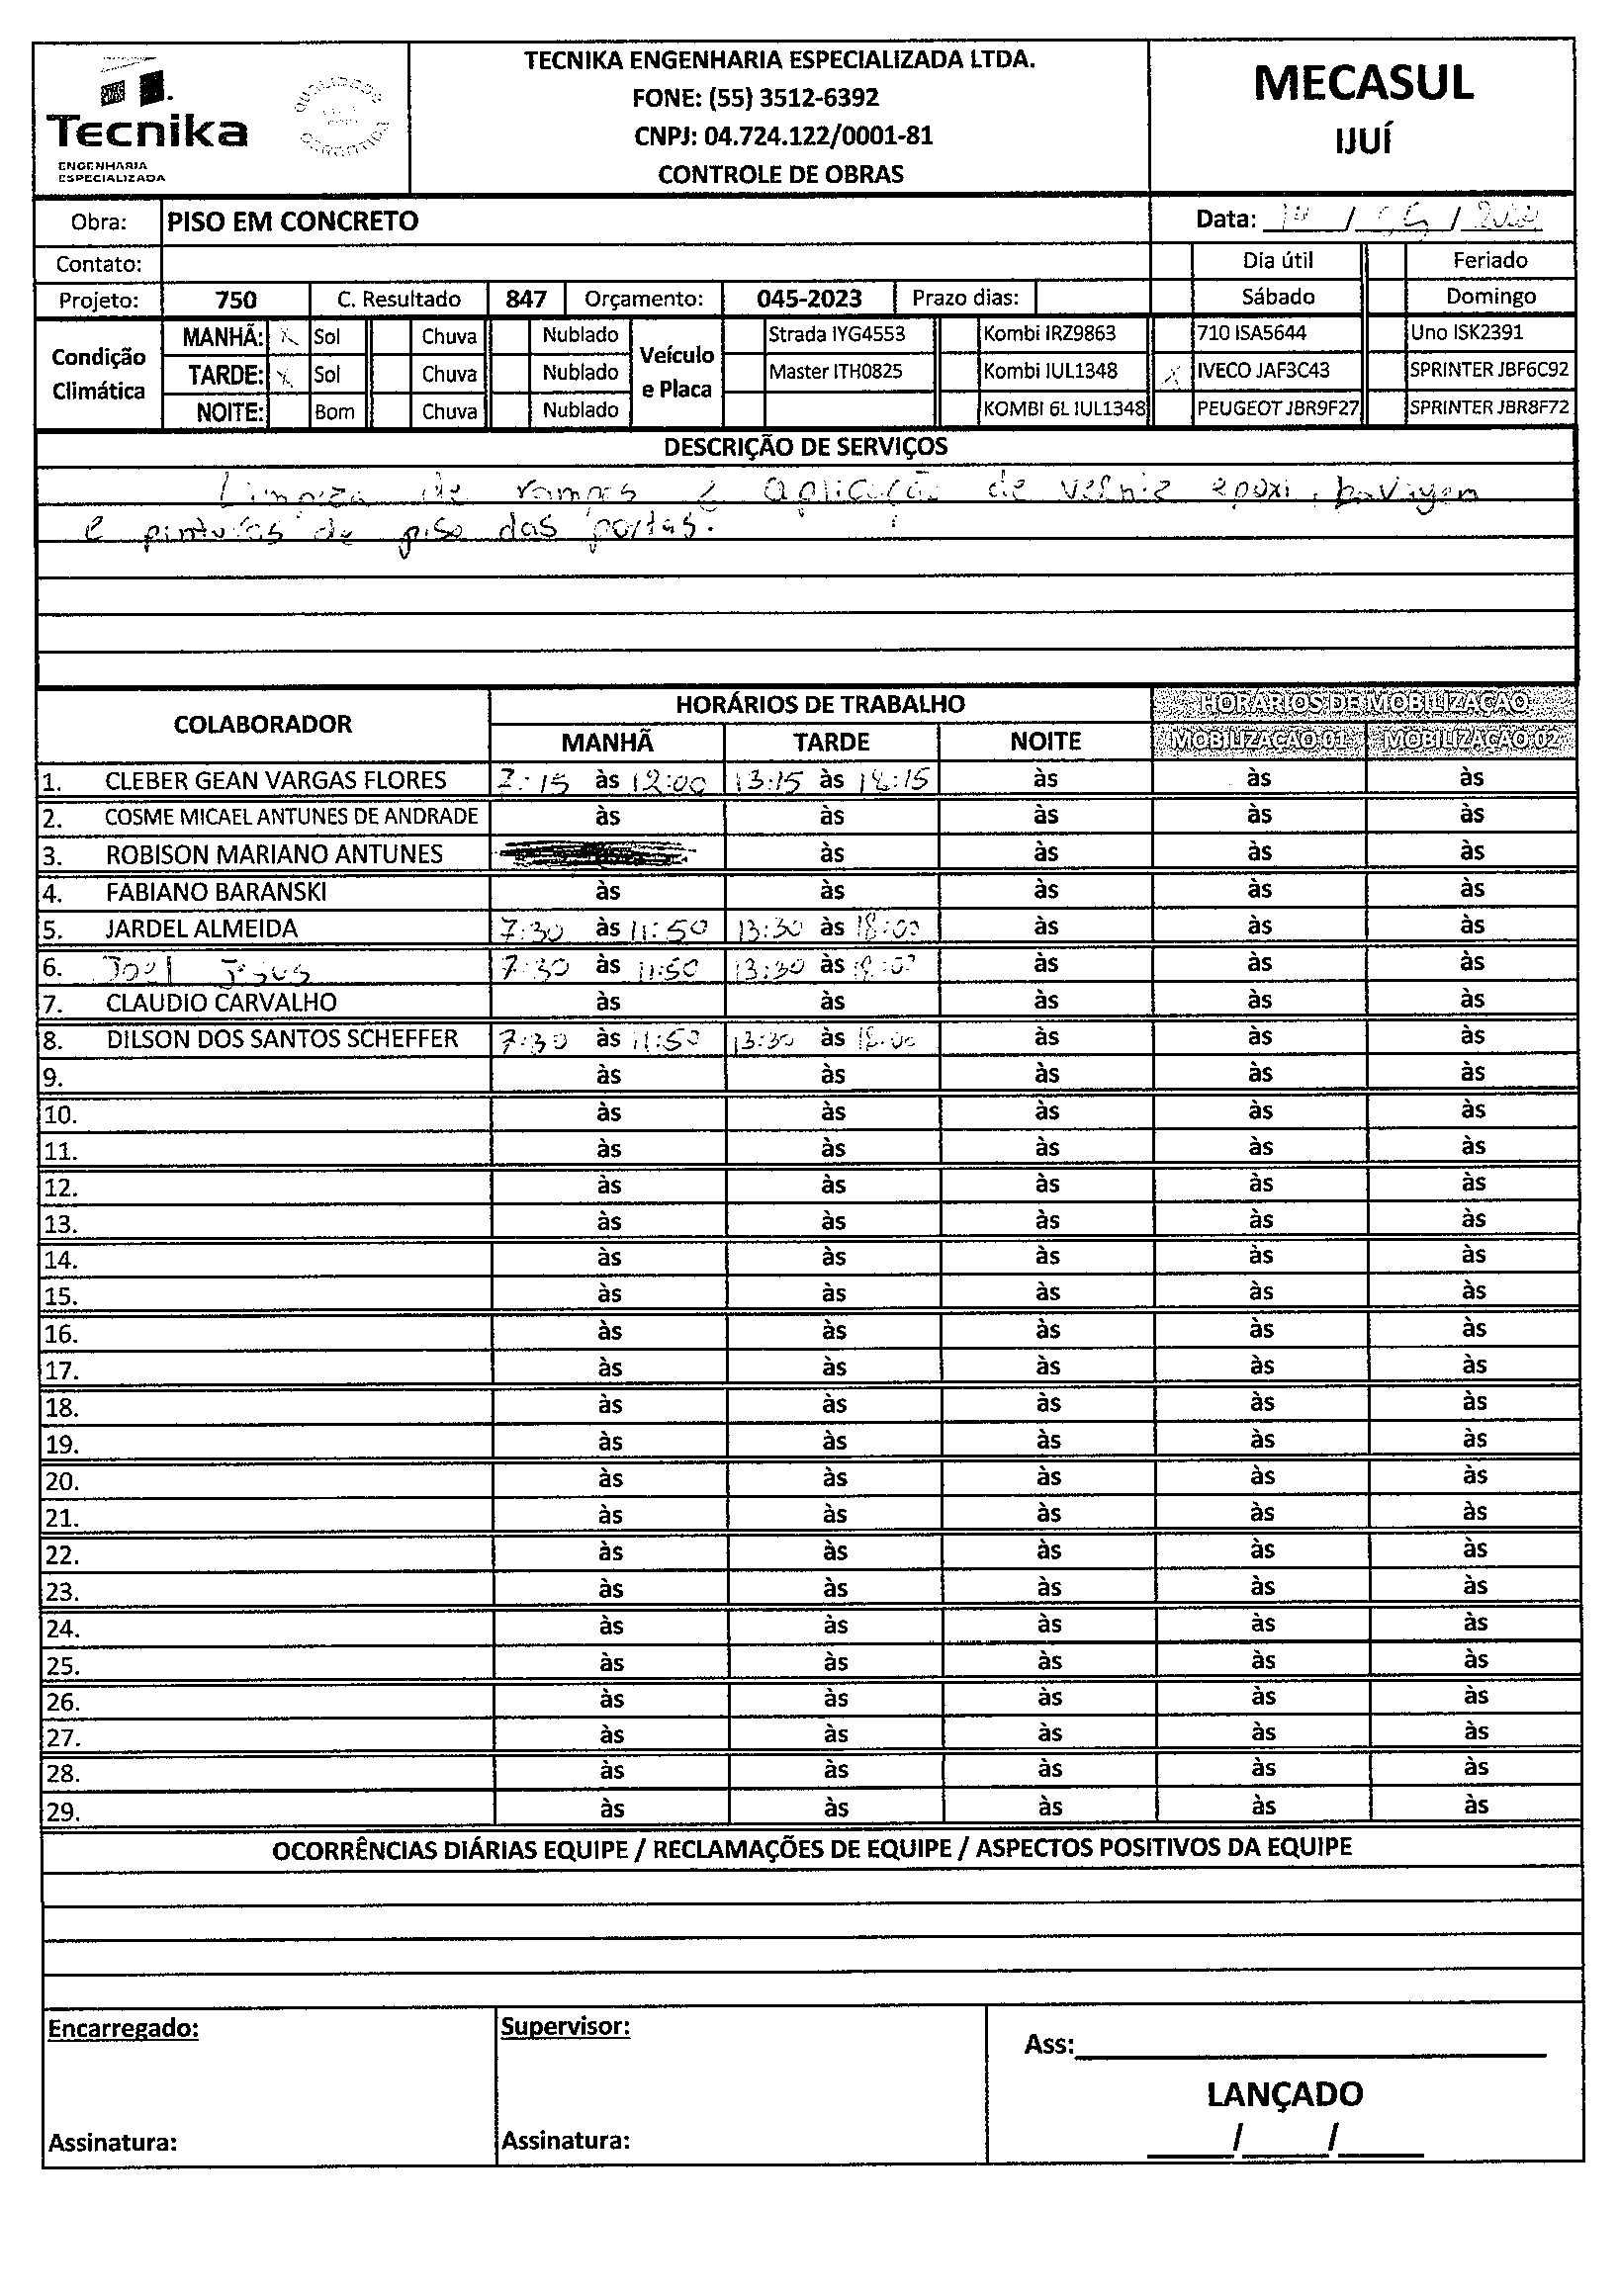 Tecnika
ENGENHARIA
ESPECIALIZADA
QUALIDADE
GARANTIDA
TECNIKA ENGENHARIA ESPECIALIZADA LTDA.
FONE: (55) 3512-6392
CNPJ: 04.724.122/0001-81
CONTROLE DE OBRAS
MECASUL
IJUÍ
Obra: PISO EM CONCRETO Data: / 05 /
Contato: Dia útil Feriado
Projeto: 750 C. Resultado 847 Orçamento: 045-2023 Prazo dias: Sábado Domingo
Condição Climática
MANHÃ: X Sol Chuva Nublado
TARDE: X Sol Chuva Nublado
NOITE: Bom Chuva Nublado
Veículo e Placa
Strada IYG4553 Kombi IRZ9863 710 ISA5644 Uno ISK2391
Master ITH0825 Kombi IUL1348 X IVECO JAF3C43 SPRINTER JBF6C92
KOMBI 6L IUL1348 PEUGEOT JBR9F27 SPRINTER JBR8F72
DESCRIÇÃO DE SERVIÇOS
Limpeza de rampas e aplicação de verniz epoxi,
e pinturas de piso das portas.
COLABORADOR HORÁRIOS DE TRABALHO HORÁRIOS DE MOBILIZAÇÃO
MANHÃ TARDE NOITE MOBILIZAÇÃO 01 MOBILIZAÇÃO 02
1. CLEBER GEAN VARGAS FLORES 7:15 às 12:00 13:15 às 18:15 às às às
2. COSME MICAEL ANTUNES DE ANDRADE às às às às às
3. ROBISON MARIANO ANTUNES às às às às
4. FABIANO BARANSKI às às às às às
5. JARDEL ALMEIDA 7:30 às 11:50 13:30 às 18:00 às às às
6. Joel Jesus 7:30 às 11:50 13:30 às 18:00 às às às
7. CLAUDIO CARVALHO às às às às às
8. DILSON DOS SANTOS SCHEFFER 7:30 às 11:50 13:30 às 18:00 às às às
9. às às às às às
10. às às às às às
11. às às às às às
12. às às às às às
13. às às às às às
14. às às às às às
15. às às às às às
16. às às às às às
17. às às às às às
18. às às às às às
19. às às às às às
20. às às às às às
21. às às às às às
22. às às às às às
23. às às às às às
24. às às às às às
25. às às às às às
26. às às às às às
27. às às às às às
28. às às às às às
29. às às às às às
OCORRÊNCIAS DIÁRIAS EQUIPE / RECLAMAÇÕES DE EQUIPE / ASPECTOS POSITIVOS DA EQUIPE
Encarregado: Supervisor: Ass:
LANÇADO
Assinatura: Assinatura: / /